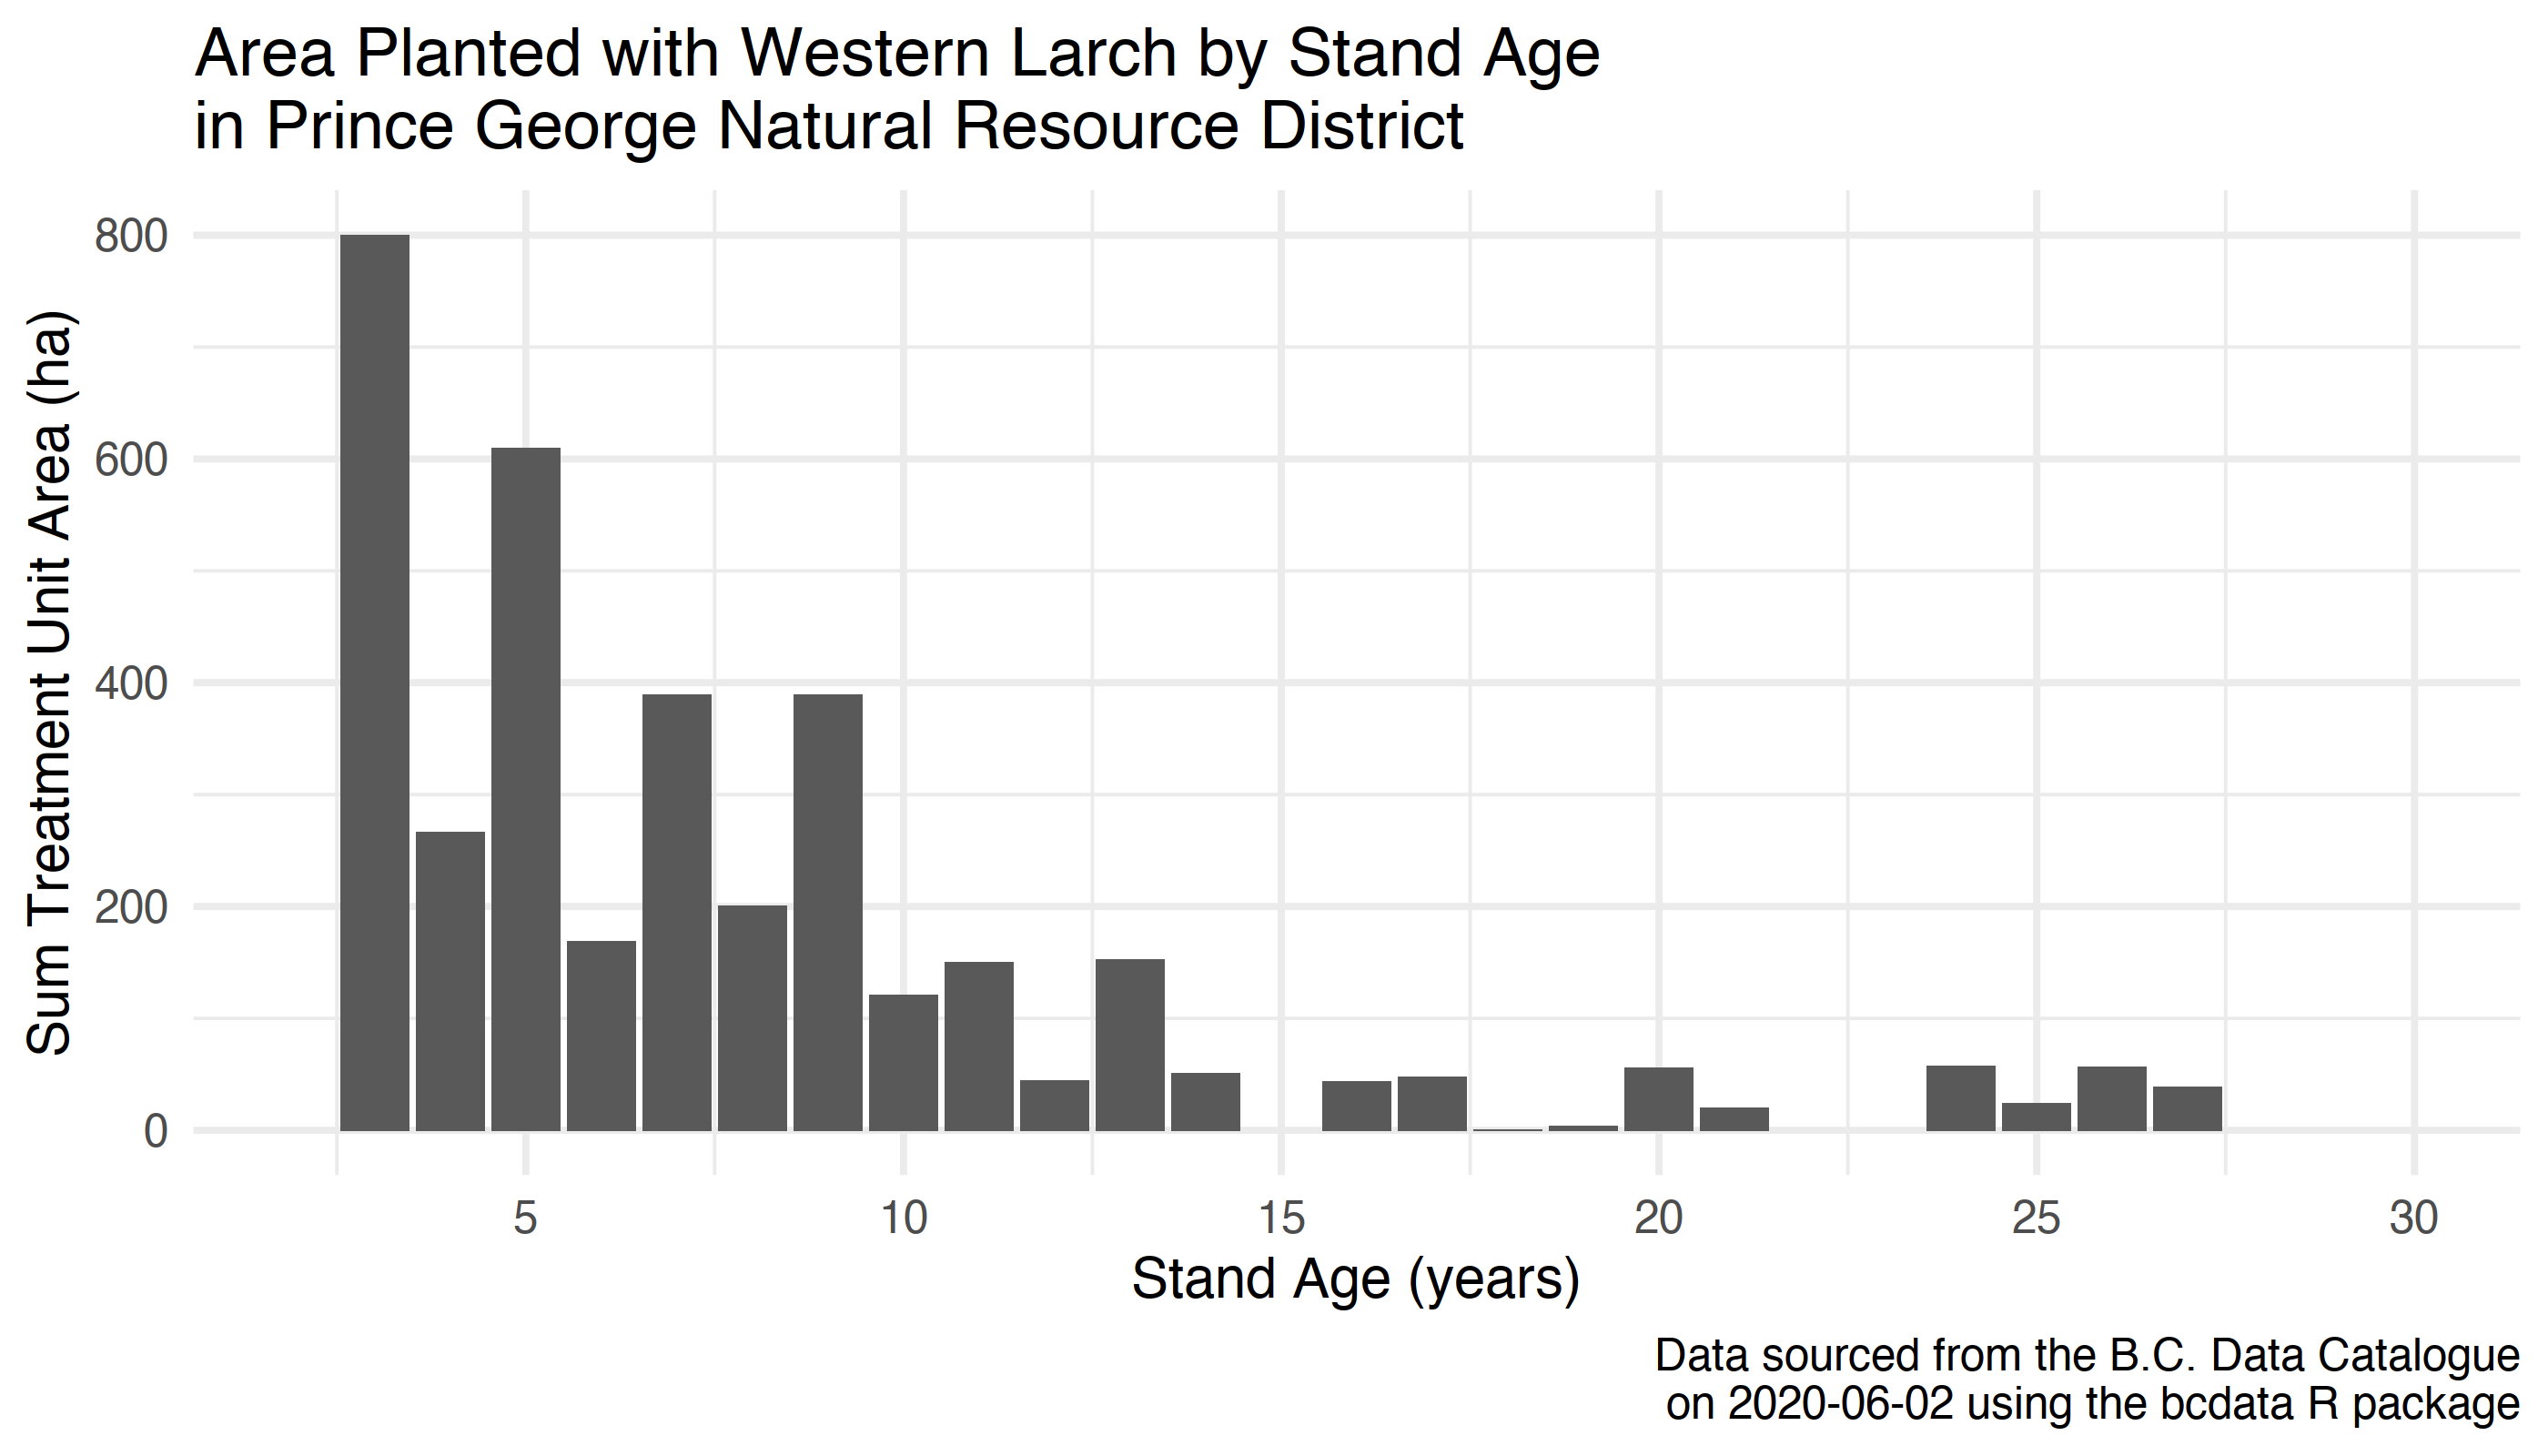 Area Planted with Western Larch by Stand Age
in Prince George Natural Resource District
Sum Treatment Unit Area (ha)
800
600
400
200
0
5
10
15
20
25
30
Stand Age (years)
Data sourced from the B.C. Data Catalogue
on 2020-06-02 using the bcdata R package